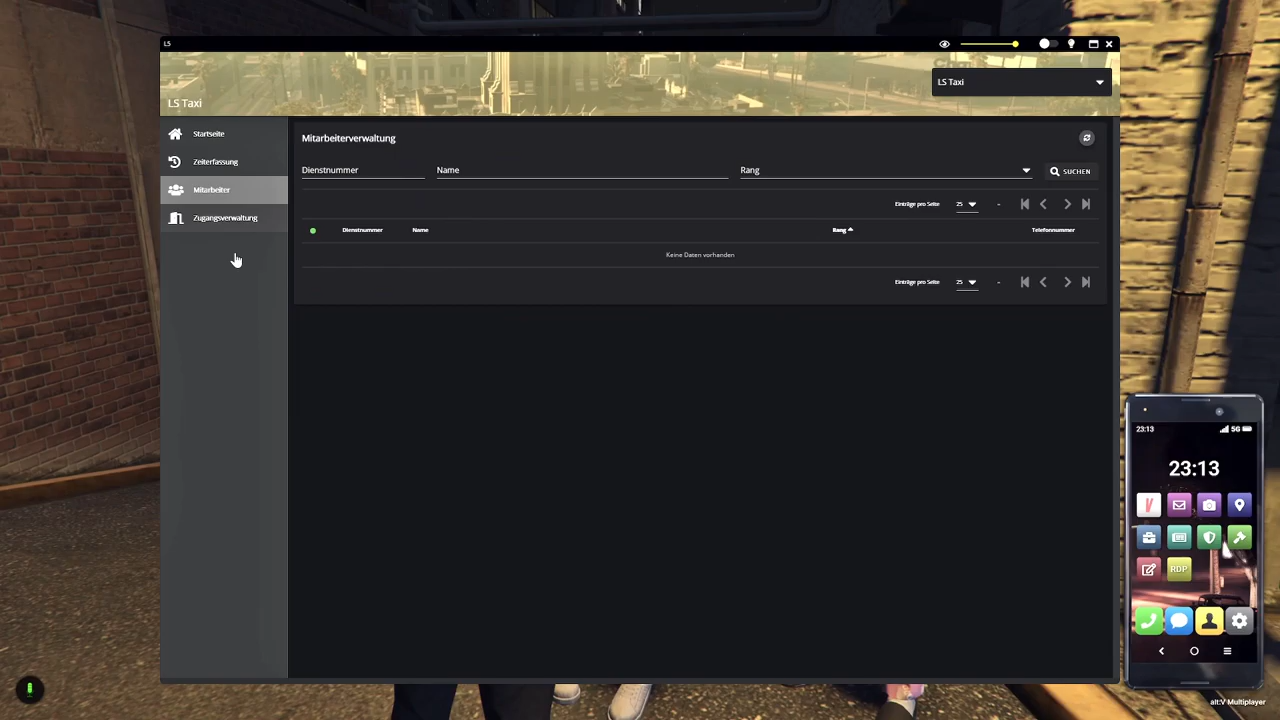 LS
LS Taxi
LS Taxi
Startseite
Zeiterfassung
Mitarbeiter
Zugangsverwaltung
Mitarbeiterverwaltung
Dienstnummer Name Rang SUCHEN
Einträge pro Seite 25 -
Dienstnummer Name Rang Telefonnummer
Keine Daten vorhanden
Einträge pro Seite 25 -
23:13 5G
23:13
RDP
alt:V Multiplayer